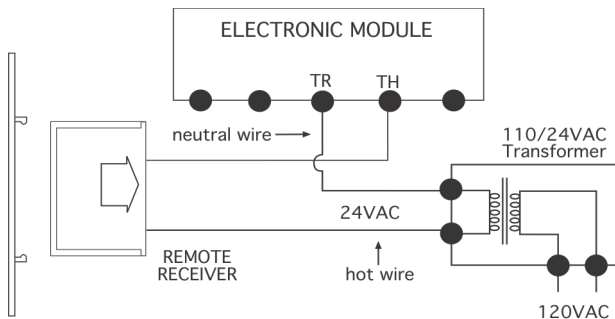 ELECTRONIC MODULE
TR
TH
neutral wire
110/24VAC
Transformer
24VAC
REMOTE
RECEIVER
hot wire
120VAC